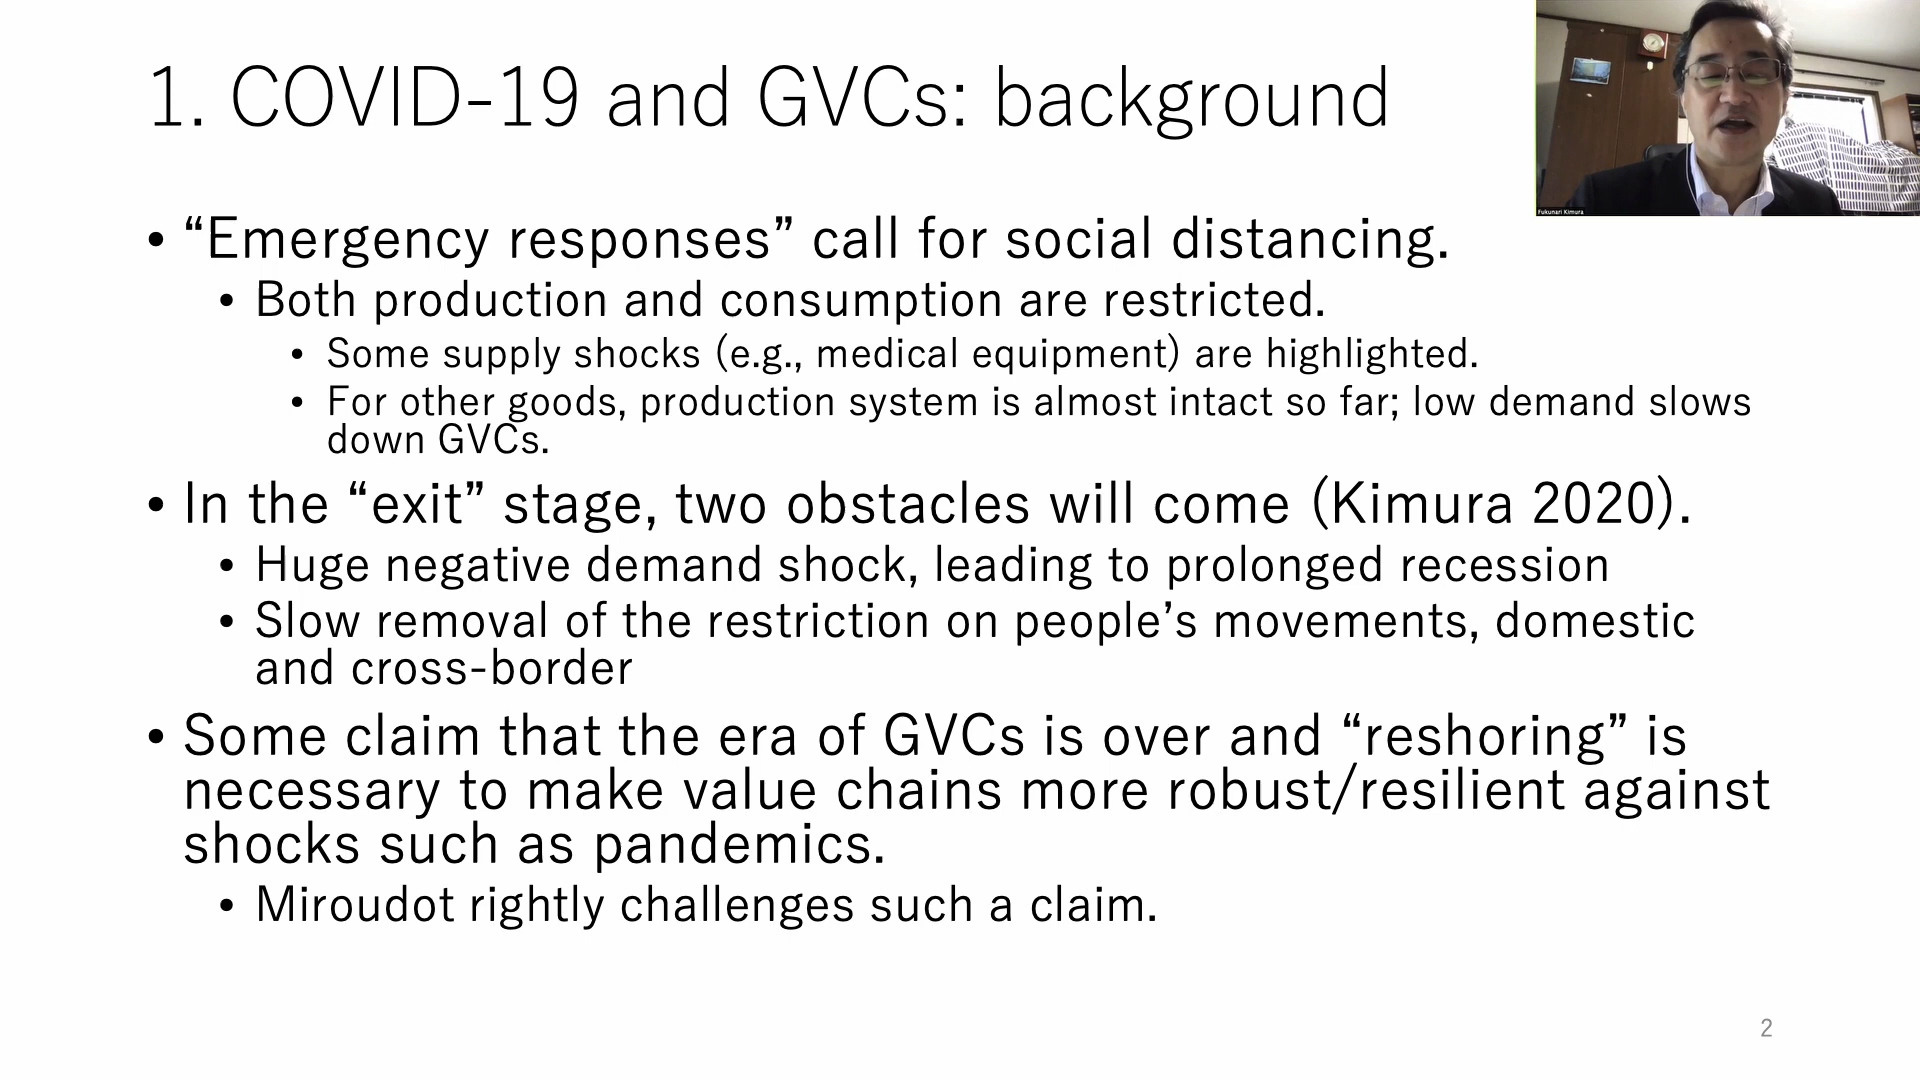 1. COVID-19 and GVCs: background
• “Emergency responses” call for social distancing.
• Both production and consumption are restricted.
• Some supply shocks (e.g., medical equipment) are highlighted.
• For other goods, production system is almost intact so far; low demand slows
down GVCs.
• In the “exit” stage, two obstacles will come (Kimura 2020).
• Huge negative demand shock, leading to prolonged recession
• Slow removal of the restriction on people’s movements, domestic
and cross-border
• Some claim that the era of GVCs is over and “reshoring” is
necessary to make value chains more robust/resilient against
shocks such as pandemics.
• Miroudot rightly challenges such a claim.
2
Fukunari Kimura